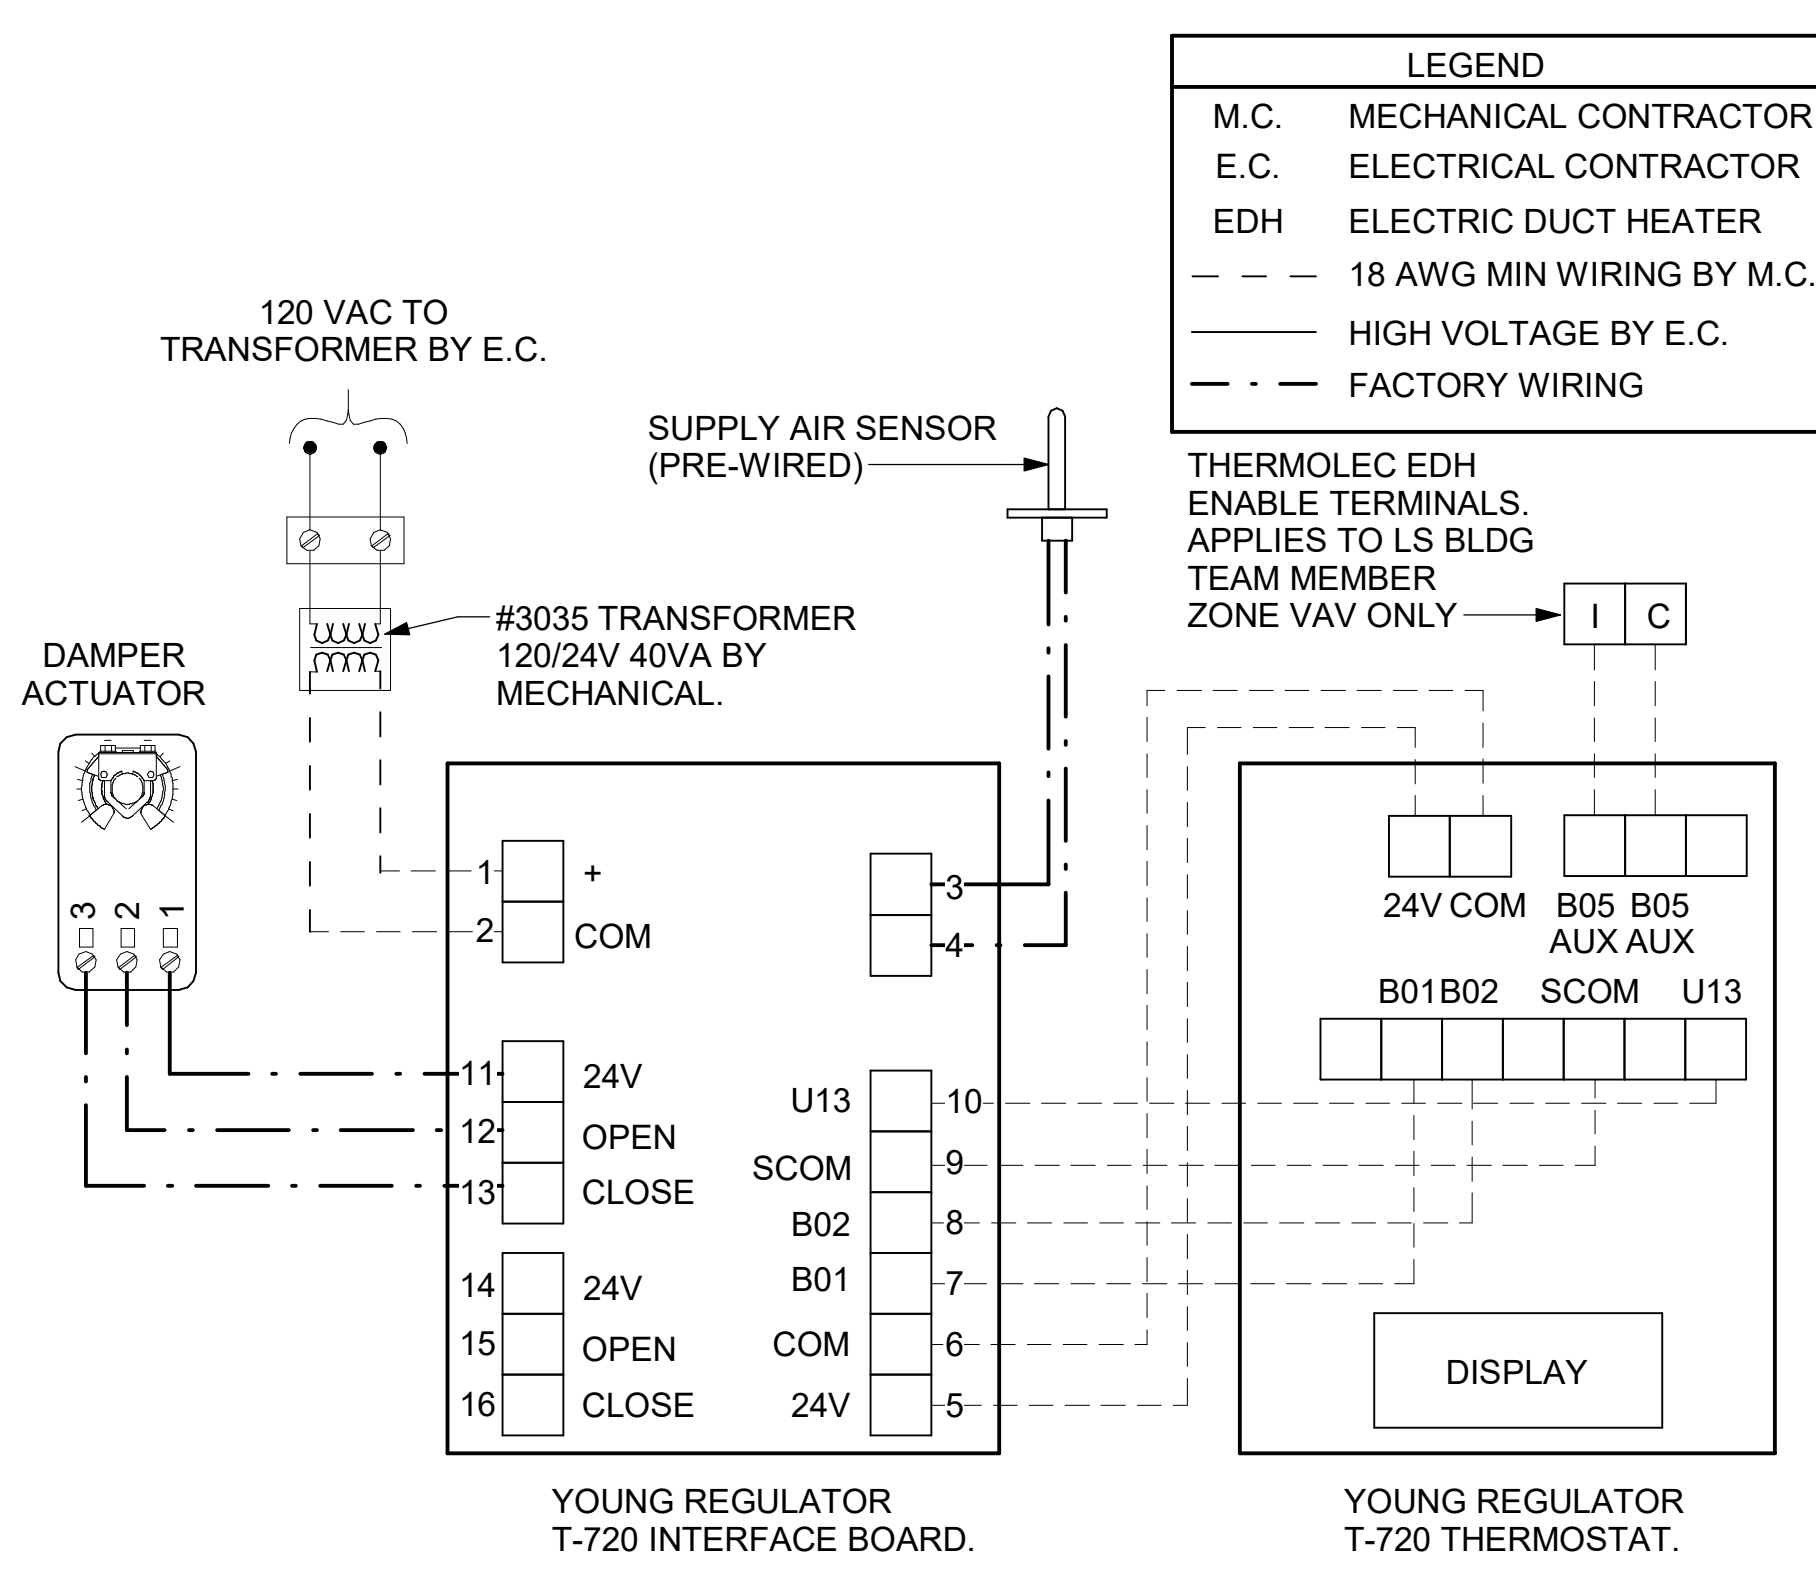 LEGEND
M.C. MECHANICAL CONTRACTOR
E.C. ELECTRICAL CONTRACTOR
EDH ELECTRIC DUCT HEATER
18 AWG MIN WIRING BY M.C.
HIGH VOLTAGE BY E.C.
FACTORY WIRING
120 VAC TO
TRANSFORMER BY E.C.
SUPPLY AIR SENSOR
(PRE-WIRED)
THERMOLEC EDH
ENABLE TERMINALS.
APPLIES TO LS BLDG
TEAM MEMBER
ZONE VAV ONLY
I C
#3035 TRANSFORMER
120/24V 40VA BY
MECHANICAL.
DAMPER
ACTUATOR
3 2 1
1 +
2 COM
3
4
11 24V
12 OPEN
13 CLOSE
14 24V
15 OPEN
16 CLOSE
U13 10
SCOM 9
B02 8
B01 7
COM 6
24V 5
24V COM B05 B05
AUX AUX
B01 B02 SCOM U13
DISPLAY
YOUNG REGULATOR
T-720 INTERFACE BOARD.
YOUNG REGULATOR
T-720 THERMOSTAT.